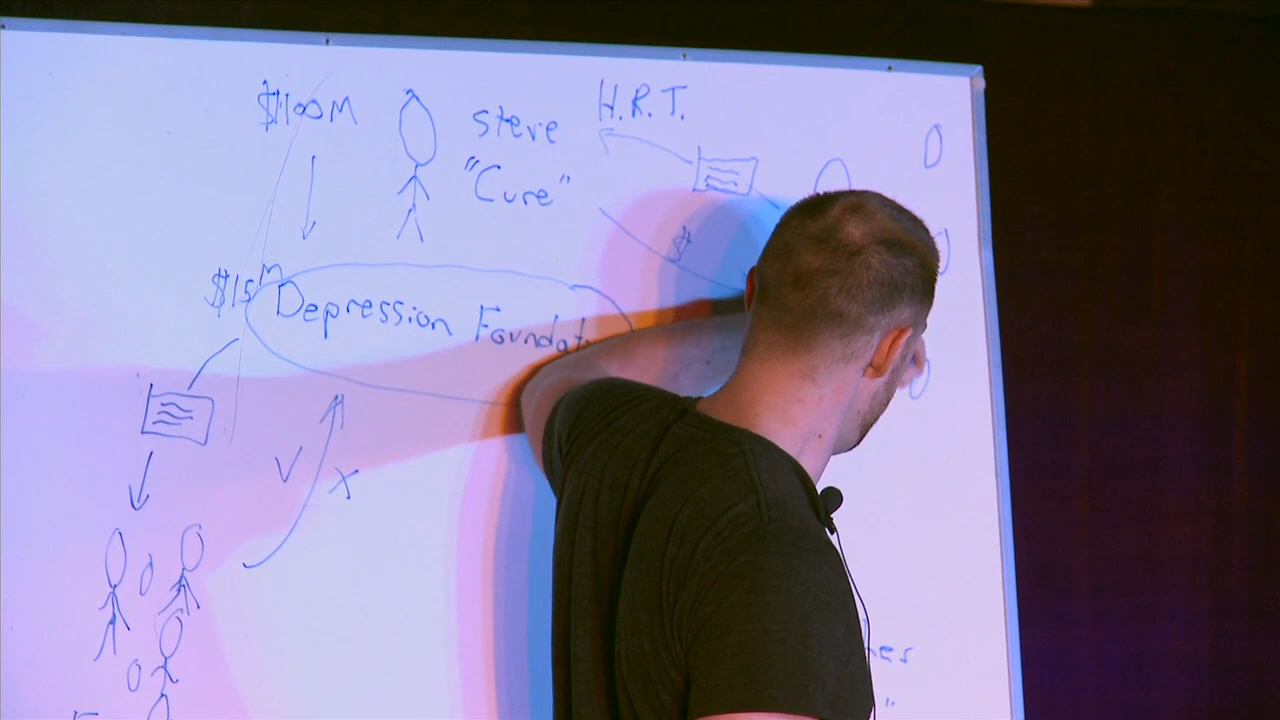 $100M
steve
H.R.T.
"Cure"
$
$15M
Depression Foundat
V
X